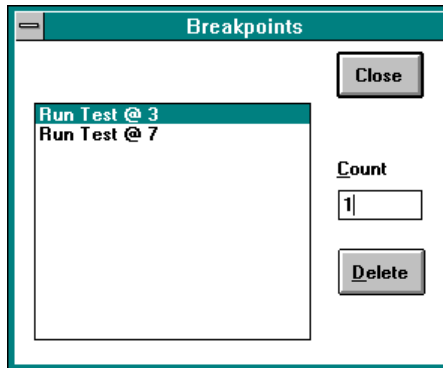 Breakpoints
Close
Run Test @ 3
Run Test @ 7
Count
1
Delete